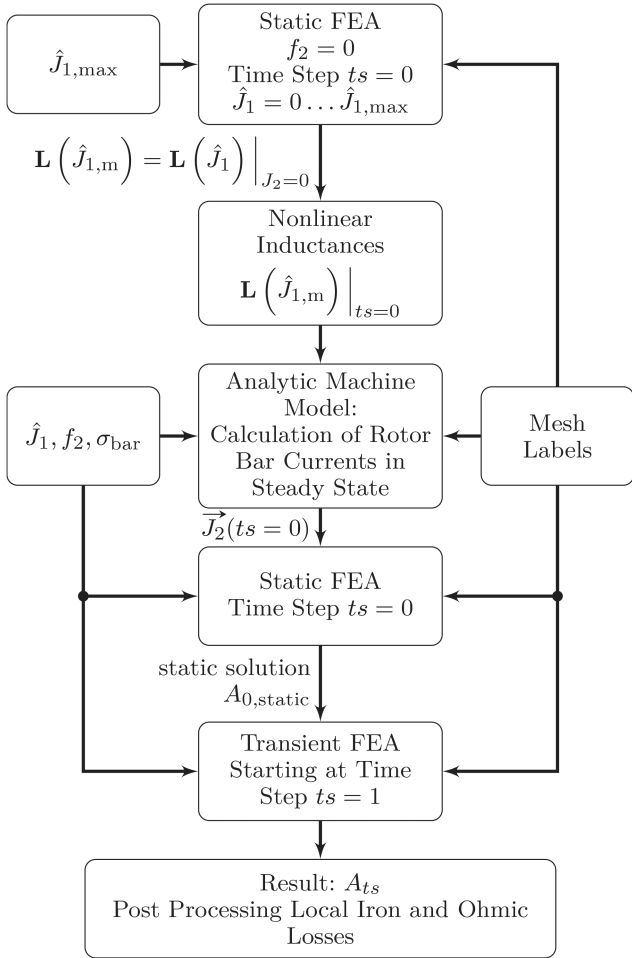 Static FEA
f₂ = 0
Time Step ts = 0
Ĵ₁ = 0 … Ĵ₁,max
Ĵ₁,max
𝐋 (Ĵ₁,m) = 𝐋 (Ĵ₁) |J₂=0
Nonlinear
Inductances
𝐋 (Ĵ₁,m) |ts=0
Analytic Machine
Model:
Calculation of Rotor
Bar Currents in
Steady State
Ĵ₁, f₂, σbar
Mesh
Labels
J₂⃗(ts = 0)
Static FEA
Time Step ts = 0
static solution
A₀,static
Transient FEA
Starting at Time
Step ts = 1
Result: Ats
Post Processing Local Iron and Ohmic
Losses